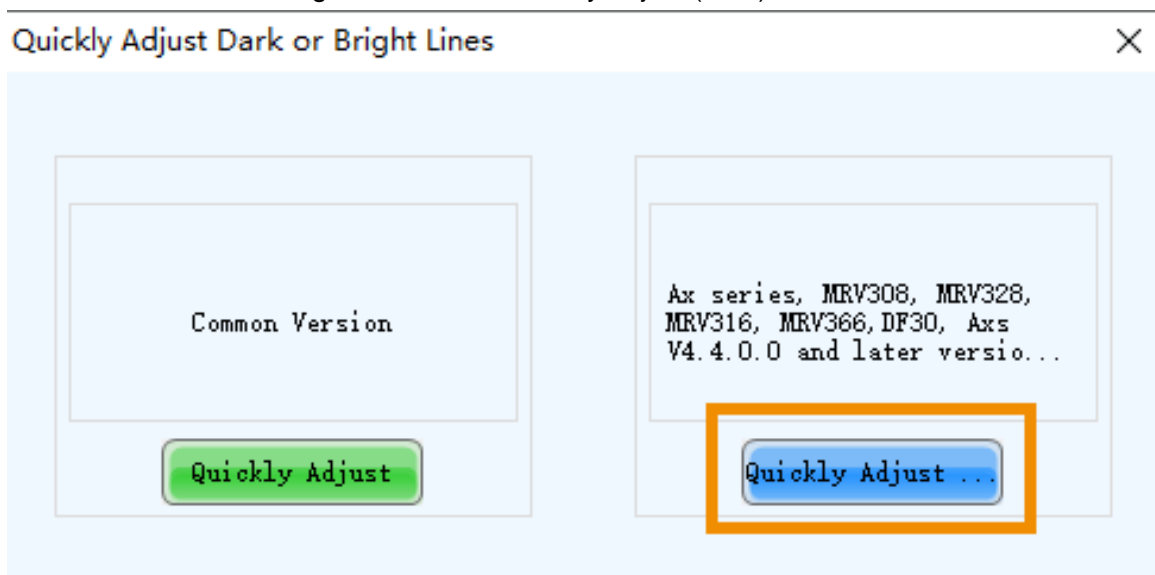 Quickly Adjust Dark or Bright Lines
Common Version
Quickly Adjust
Ax series, MRV308, MRV328,
MRV316, MRV366,DF30, Axs
V4.4.0.0 and later versio...
Quickly Adjust ...